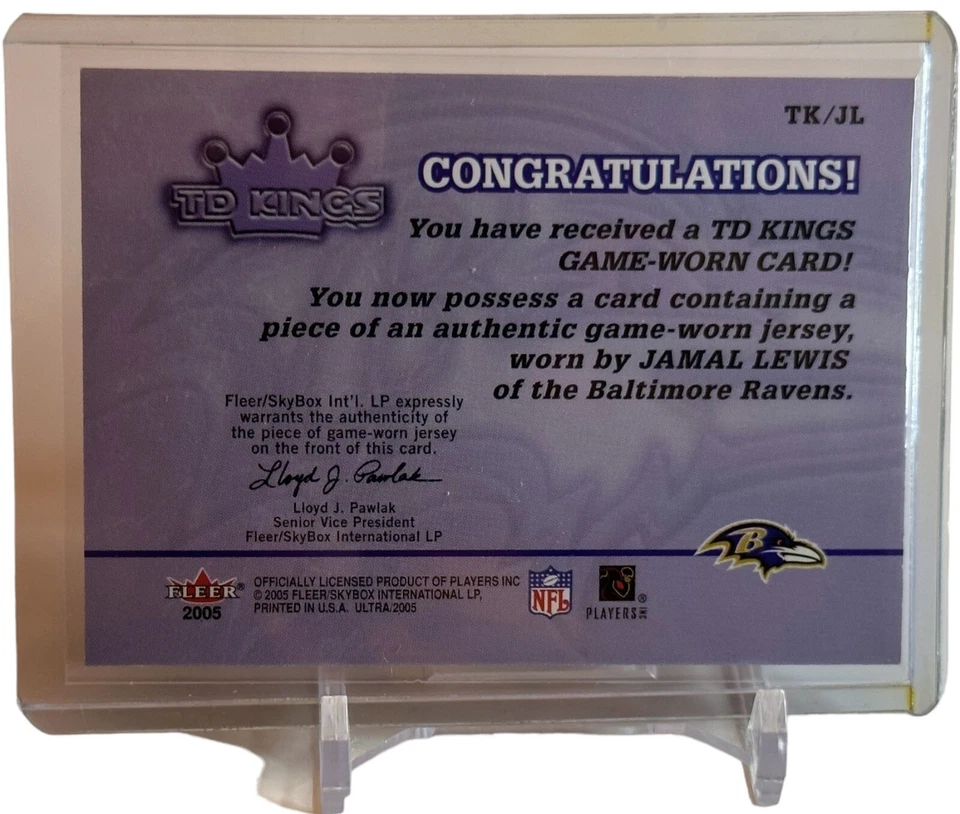 TK/JL
TD KINGS
CONGRATULATIONS!
You have received a TD KINGS
GAME-WORN CARD!
You now possess a card containing a
piece of an authentic game-worn jersey,
worn by JAMAL LEWIS
of the Baltimore Ravens.
Fleer/SkyBox Int'l. LP expressly
warrants the authenticity of
the piece of game-worn jersey
on the front of this card.
Lloyd J. Pawlak
Lloyd J. Pawlak
Senior Vice President
Fleer/SkyBox International LP
B
FLEER®
2005
OFFICIALLY LICENSED PRODUCT OF PLAYERS INC
© 2005 FLEER/SKYBOX INTERNATIONAL LP,
PRINTED IN U.S.A. ULTRA/2005
NFL
®
PLAYERS INC